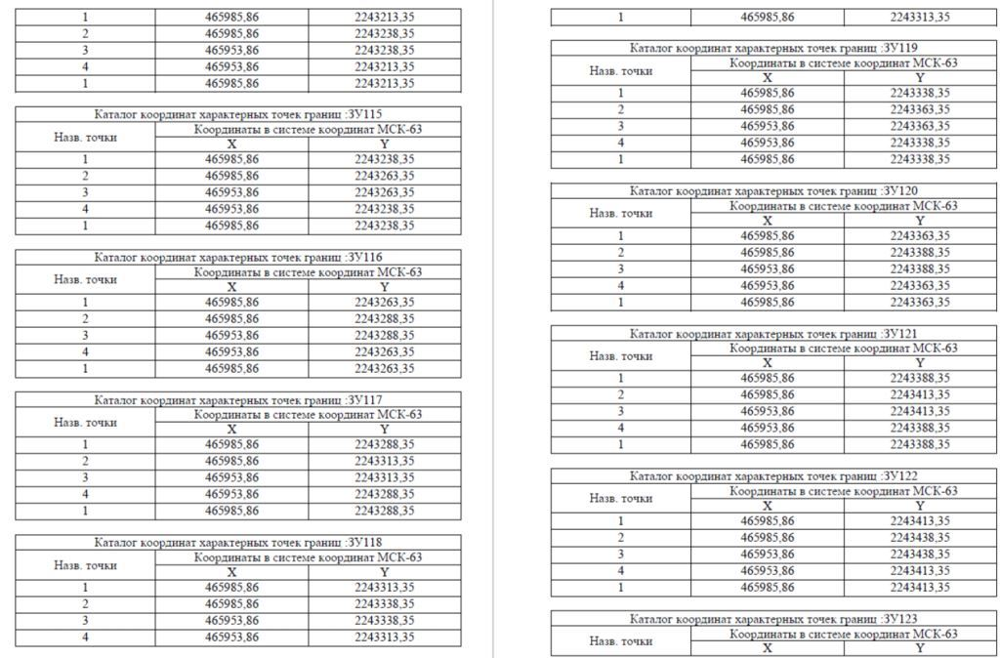 1 465985,86 2243213,35
2 465985,86 2243238,35
3 465953,86 2243238,35
4 465953,86 2243213,35
1 465985,86 2243213,35
Каталог координат характерных точек границ :ЗУ115
Назв. точки Координаты в системе координат МСК-63
X Y
1 465985,86 2243238,35
2 465985,86 2243263,35
3 465953,86 2243263,35
4 465953,86 2243238,35
1 465985,86 2243238,35
Каталог координат характерных точек границ :ЗУ116
Назв. точки Координаты в системе координат МСК-63
X Y
1 465985,86 2243263,35
2 465985,86 2243288,35
3 465953,86 2243288,35
4 465953,86 2243263,35
1 465985,86 2243263,35
Каталог координат характерных точек границ :ЗУ117
Назв. точки Координаты в системе координат МСК-63
X Y
1 465985,86 2243288,35
2 465985,86 2243313,35
3 465953,86 2243313,35
4 465953,86 2243288,35
1 465985,86 2243288,35
Каталог координат характерных точек границ :ЗУ118
Назв. точки Координаты в системе координат МСК-63
X Y
1 465985,86 2243313,35
2 465985,86 2243338,35
3 465953,86 2243338,35
4 465953,86 2243313,35
1 465985,86 2243313,35
Каталог координат характерных точек границ :ЗУ119
Назв. точки Координаты в системе координат МСК-63
X Y
1 465985,86 2243338,35
2 465985,86 2243363,35
3 465953,86 2243363,35
4 465953,86 2243338,35
1 465985,86 2243338,35
Каталог координат характерных точек границ :ЗУ120
Назв. точки Координаты в системе координат МСК-63
X Y
1 465985,86 2243363,35
2 465985,86 2243388,35
3 465953,86 2243388,35
4 465953,86 2243363,35
1 465985,86 2243363,35
Каталог координат характерных точек границ :ЗУ121
Назв. точки Координаты в системе координат МСК-63
X Y
1 465985,86 2243388,35
2 465985,86 2243413,35
3 465953,86 2243413,35
4 465953,86 2243388,35
1 465985,86 2243388,35
Каталог координат характерных точек границ :ЗУ122
Назв. точки Координаты в системе координат МСК-63
X Y
1 465985,86 2243413,35
2 465985,86 2243438,35
3 465953,86 2243438,35
4 465953,86 2243413,35
1 465985,86 2243413,35
Каталог координат характерных точек границ :ЗУ123
Назв. точки Координаты в системе координат МСК-63
X Y